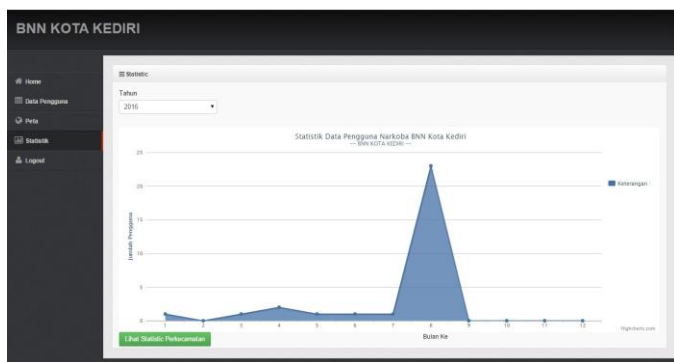 BNN KOTA KEDIRI
Home
Data Pengguna
Peta
Statistik
Logout
Statistic
Tahun
2016
Statistik Data Pengguna Narkoba BNN Kota Kediri
--- BNN KOTA KEDIRI ---
Jumlah Pengguna
25
20
15
10
5
0
1 2 3 4 5 6 7 8 9 10 11 12
Bulan Ke
Keterangan
Highcharts.com
Lihat Statistic Perkecamatan